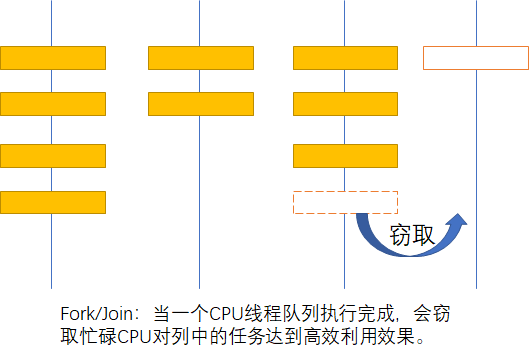 窃取
Fork/Join：当一个CPU线程队列执行完成，会窃
取忙碌CPU对列中的任务达到高效利用效果。